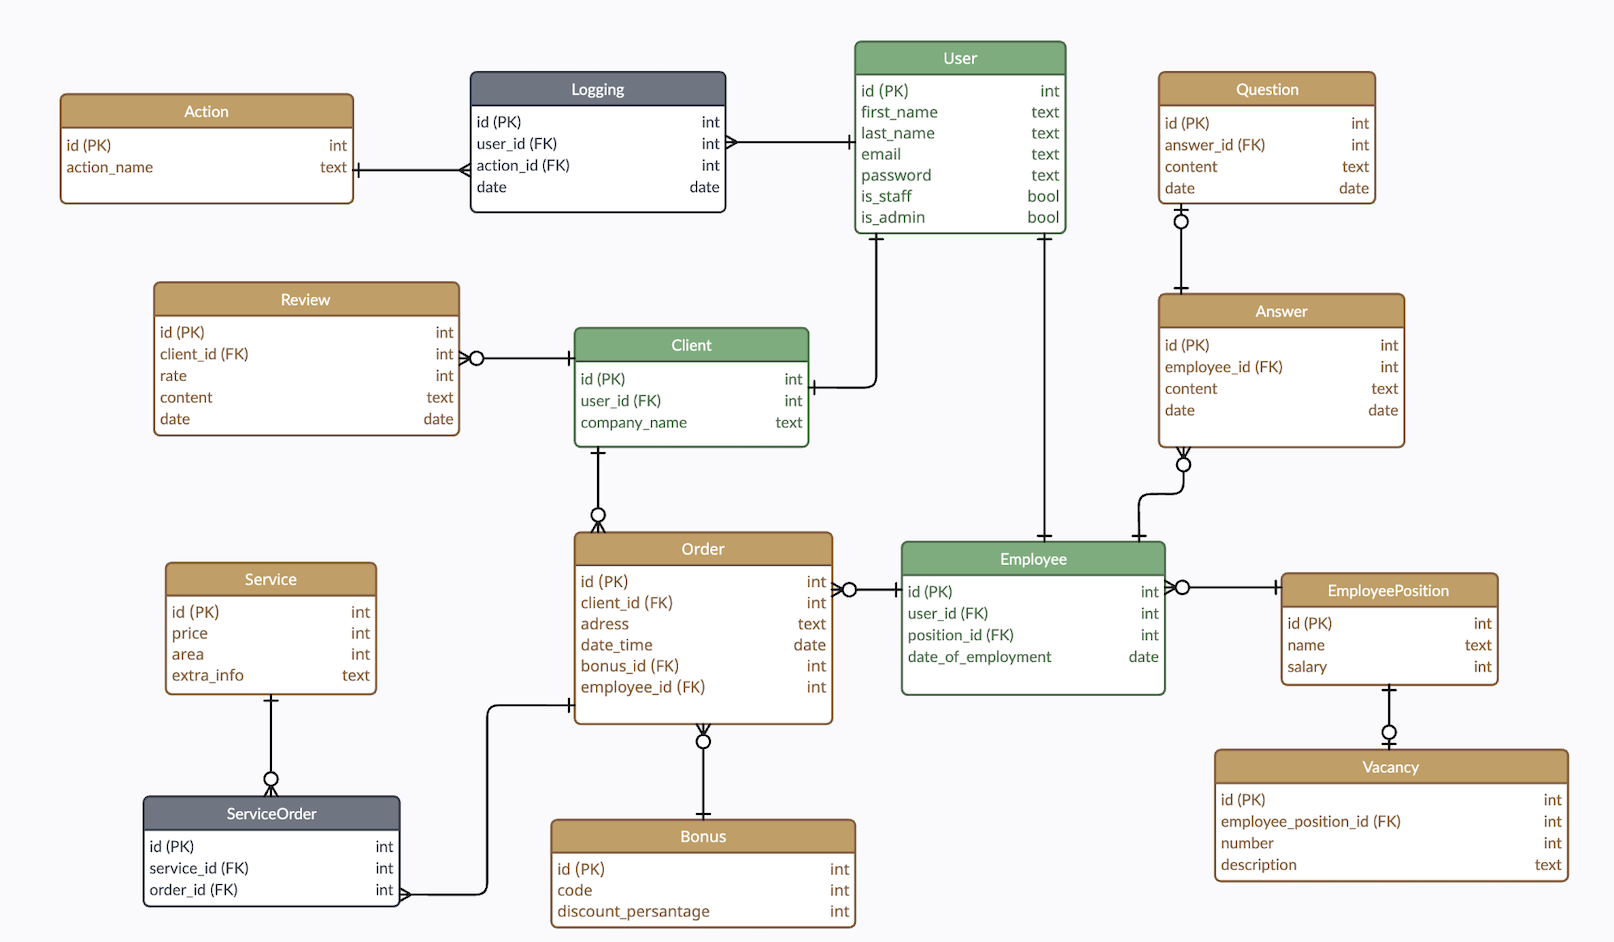 User
id (PK) int
first_name text
last_name text
email text
password text
is_staff bool
is_admin bool
Logging
id (PK) int
user_id (FK) int
action_id (FK) int
date date
Question
id (PK) int
answer_id (FK) int
content text
date date
Action
id (PK) int
action_name text
Review
id (PK) int
client_id (FK) int
rate int
content text
date date
Answer
id (PK) int
employee_id (FK) int
content text
date date
Client
id (PK) int
user_id (FK) int
company_name text
Order
id (PK) int
client_id (FK) int
adress text
date_time date
bonus_id (FK) int
employee_id (FK) int
Employee
id (PK) int
user_id (FK) int
position_id (FK) int
date_of_employment date
Service
id (PK) int
price int
area int
extra_info text
EmployeePosition
id (PK) int
name text
salary int
Vacancy
id (PK) int
employee_position_id (FK) int
number int
description text
ServiceOrder
id (PK) int
service_id (FK) int
order_id (FK) int
Bonus
id (PK) int
code int
discount_persantage int